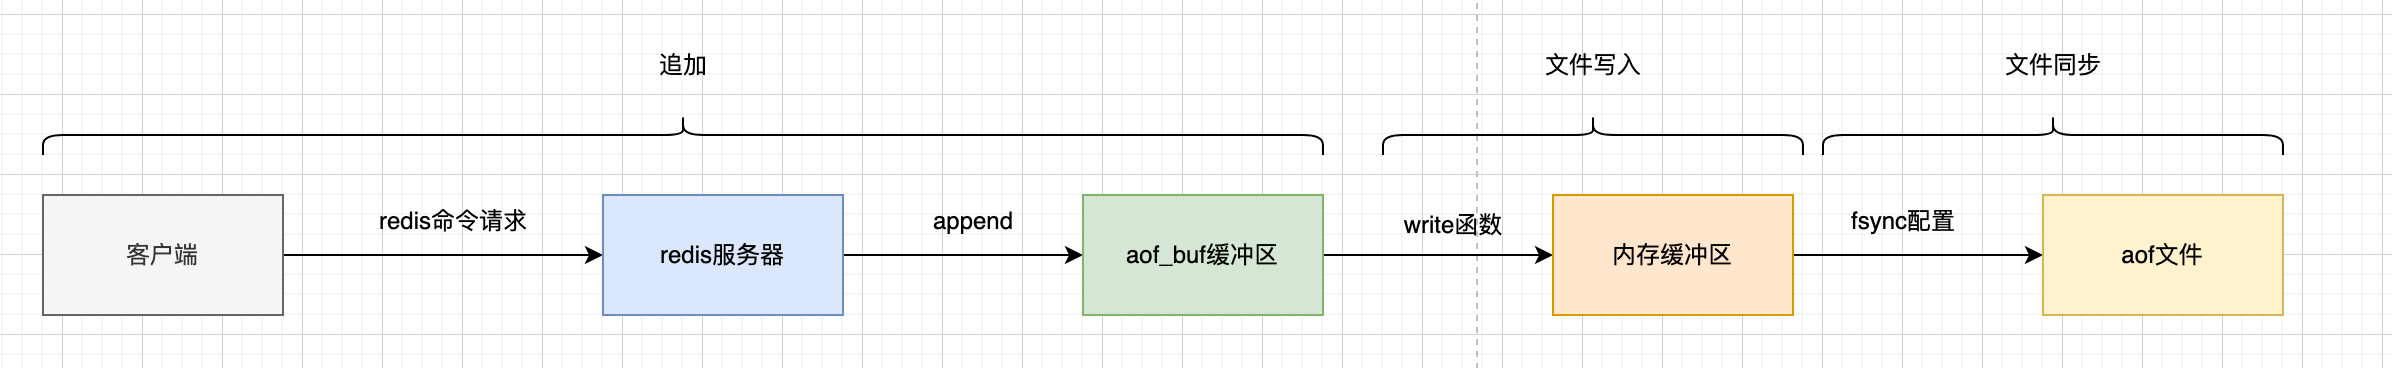 追加
文件写入
文件同步
客户端
redis命令请求
redis服务器
append
aof_buf缓冲区
write函数
内存缓冲区
fsync配置
aof文件